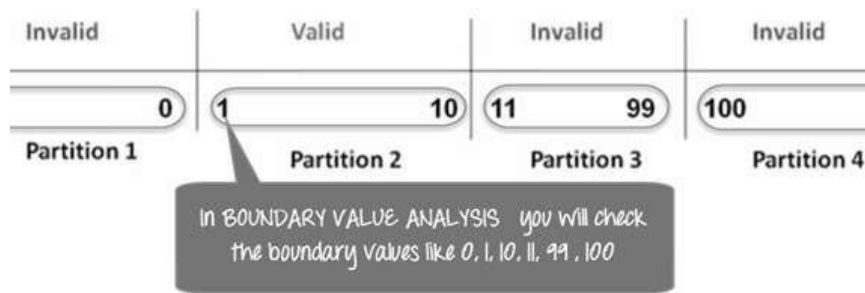 Invalid Valid Invalid Invalid
0 1 10 11 99 100
Partition 1 Partition 2 Partition 3 Partition 4
In BOUNDARY VALUE ANALYSIS you will check
the boundary values like 0, 1, 10, 11, 99 , 100